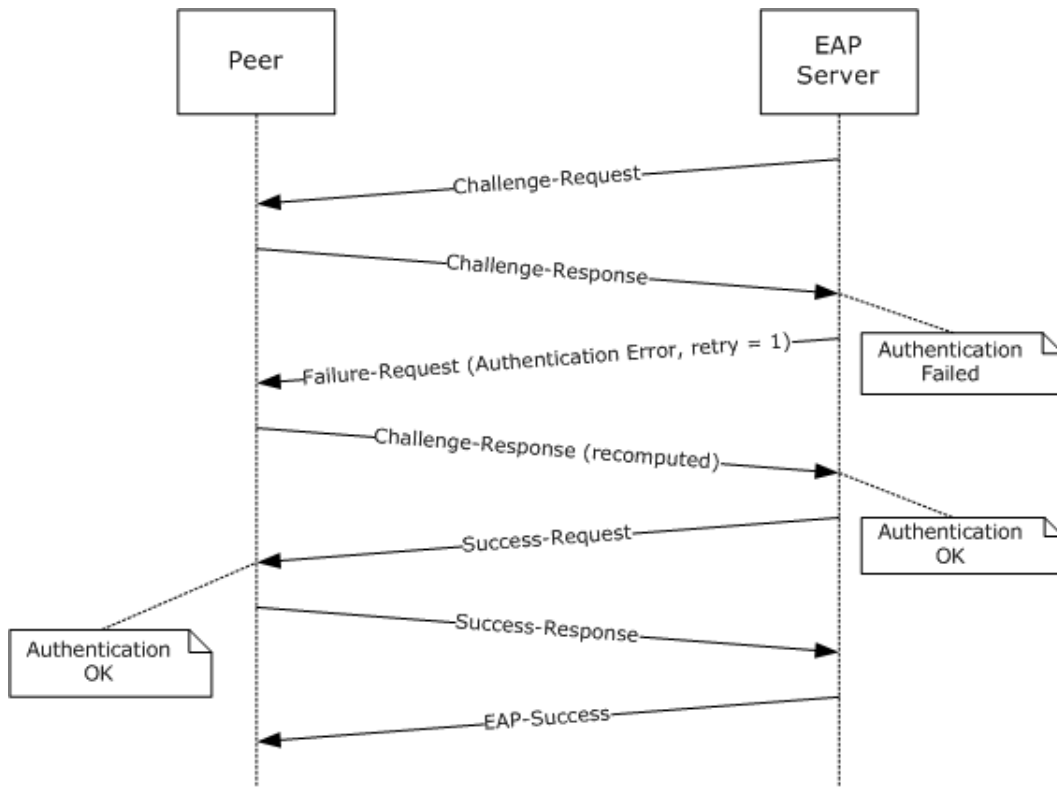 Peer
EAP
Server
Challenge-Request
Challenge-Response
Authentication
Failed
Failure-Request (Authentication Error, retry = 1)
Challenge-Response (recomputed)
Authentication
OK
Success-Request
Authentication
OK
Success-Response
EAP-Success